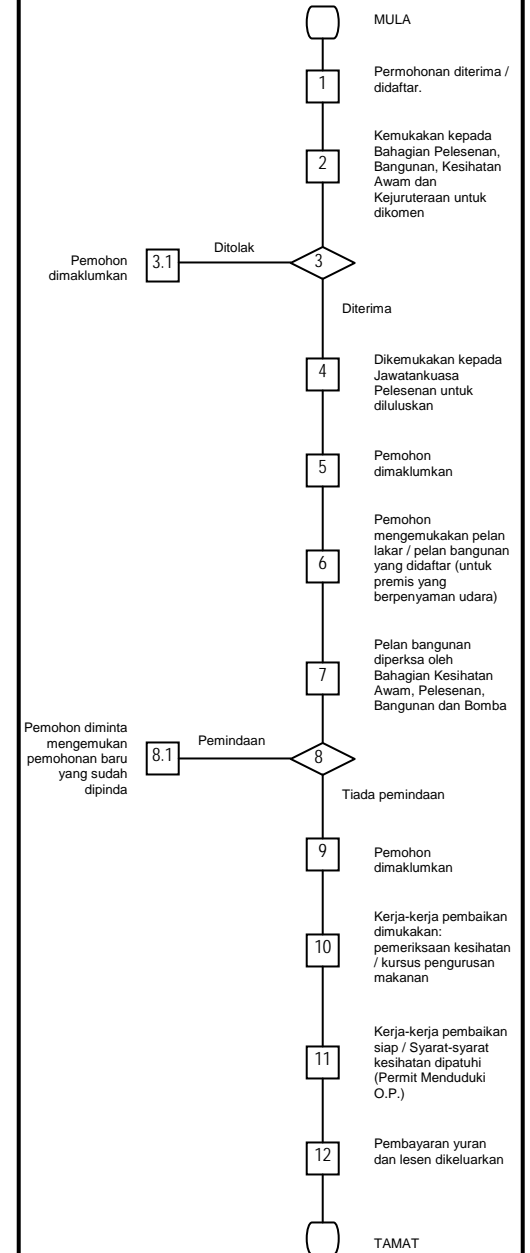 MULA
1
Permohonan diterima /
didaftar.
2
Kemukakan kepada
Bahagian Pelesenan,
Bangunan, Kesihatan
Awam dan
Kejuruteraan untuk
dikomen
Pemohon
dimaklumkan
3.1
Ditolak
3
Diterima
4
Dikemukakan kepada
Jawatankuasa
Pelesenan untuk
diluluskan
5
Pemohon
dimaklumkan
6
Pemohon
mengemukakan pelan
lakar / pelan bangunan
yang didaftar (untuk
premis yang
berpenyaman udara)
7
Pelan bangunan
diperksa oleh
Bahagian Kesihatan
Awam, Pelesenan,
Bangunan dan Bomba
Pemohon diminta
mengemukan
pemohonan baru
yang sudah
dipinda
8.1
Pemindaan
8
Tiada pemindaan
9
Pemohon
dimaklumkan
10
Kerja-kerja pembaikan
dimukakan:
pemeriksaan kesihatan
/ kursus pengurusan
makanan
11
Kerja-kerja pembaikan
siap / Syarat-syarat
kesihatan dipatuhi
(Permit Menduduki
O.P.)
12
Pembayaran yuran
dan lesen dikeluarkan
TAMAT